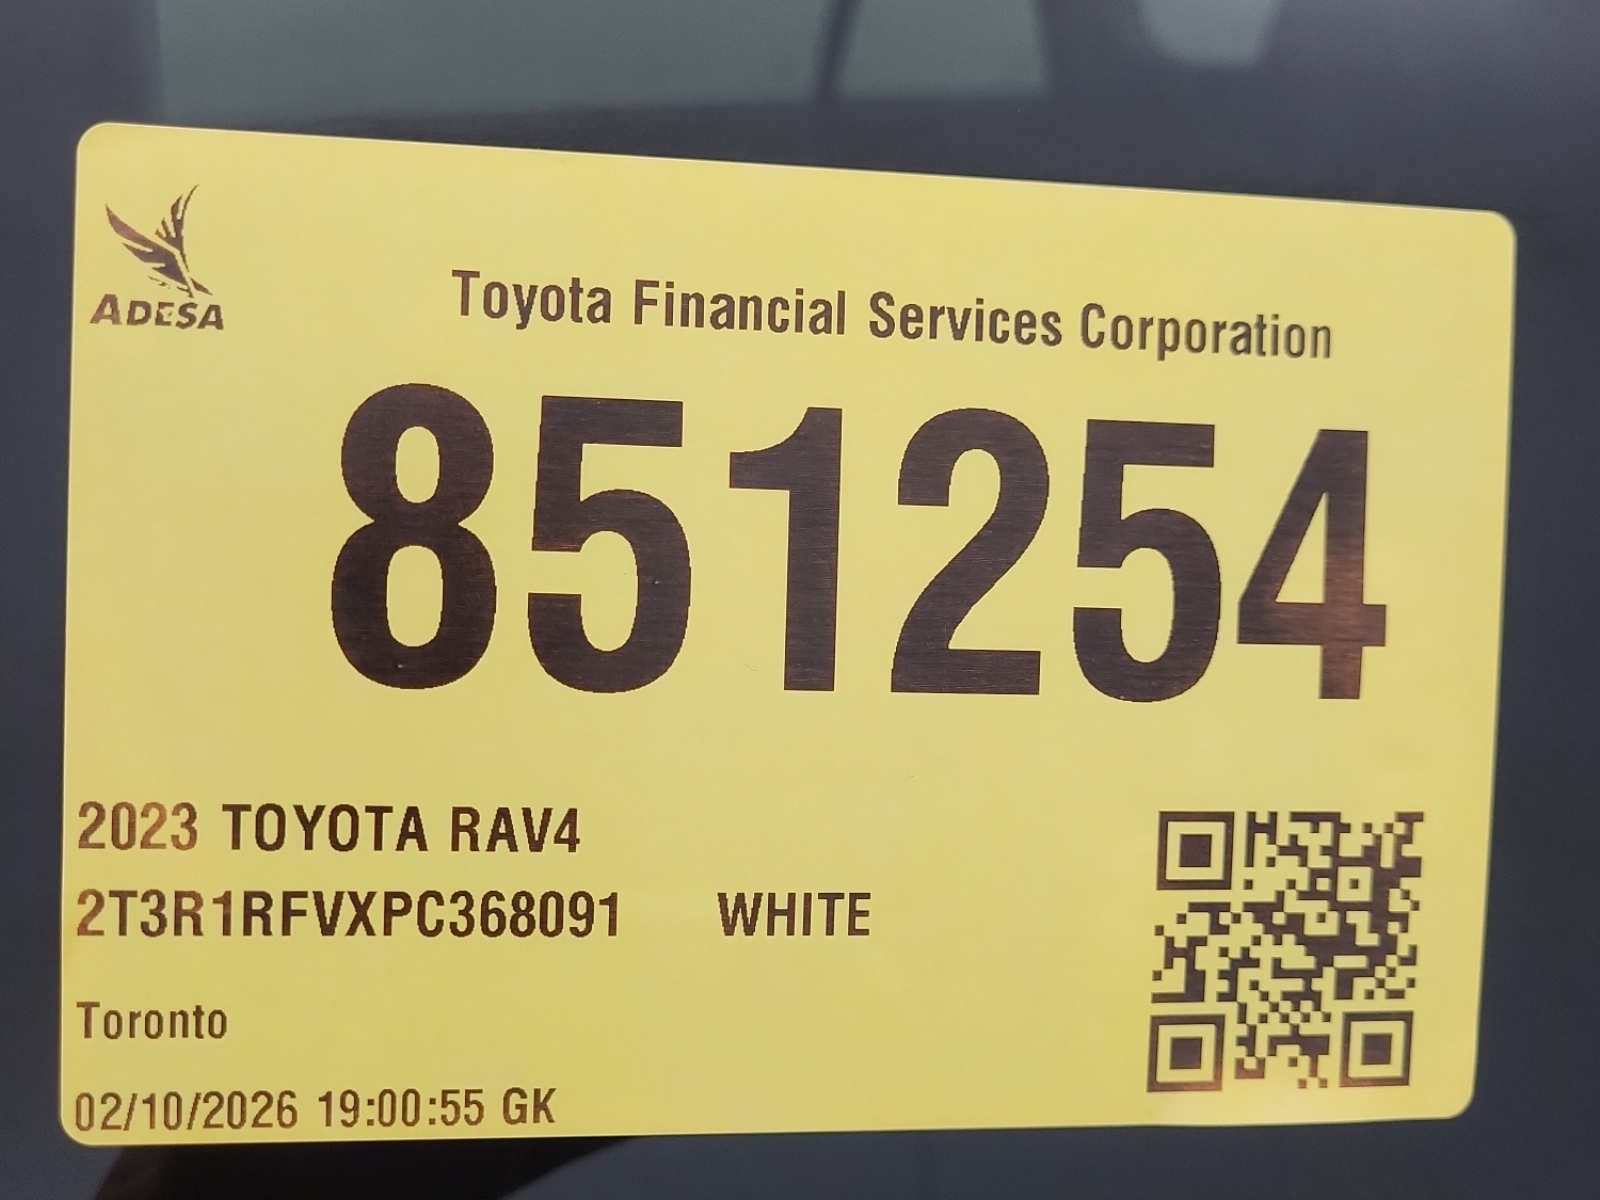 ADESA
Toyota Financial Services Corporation
851254
2023 TOYOTA RAV4
2T3R1RFVXPC368091 WHITE
Toronto
02/10/2026 19:00:55 GK